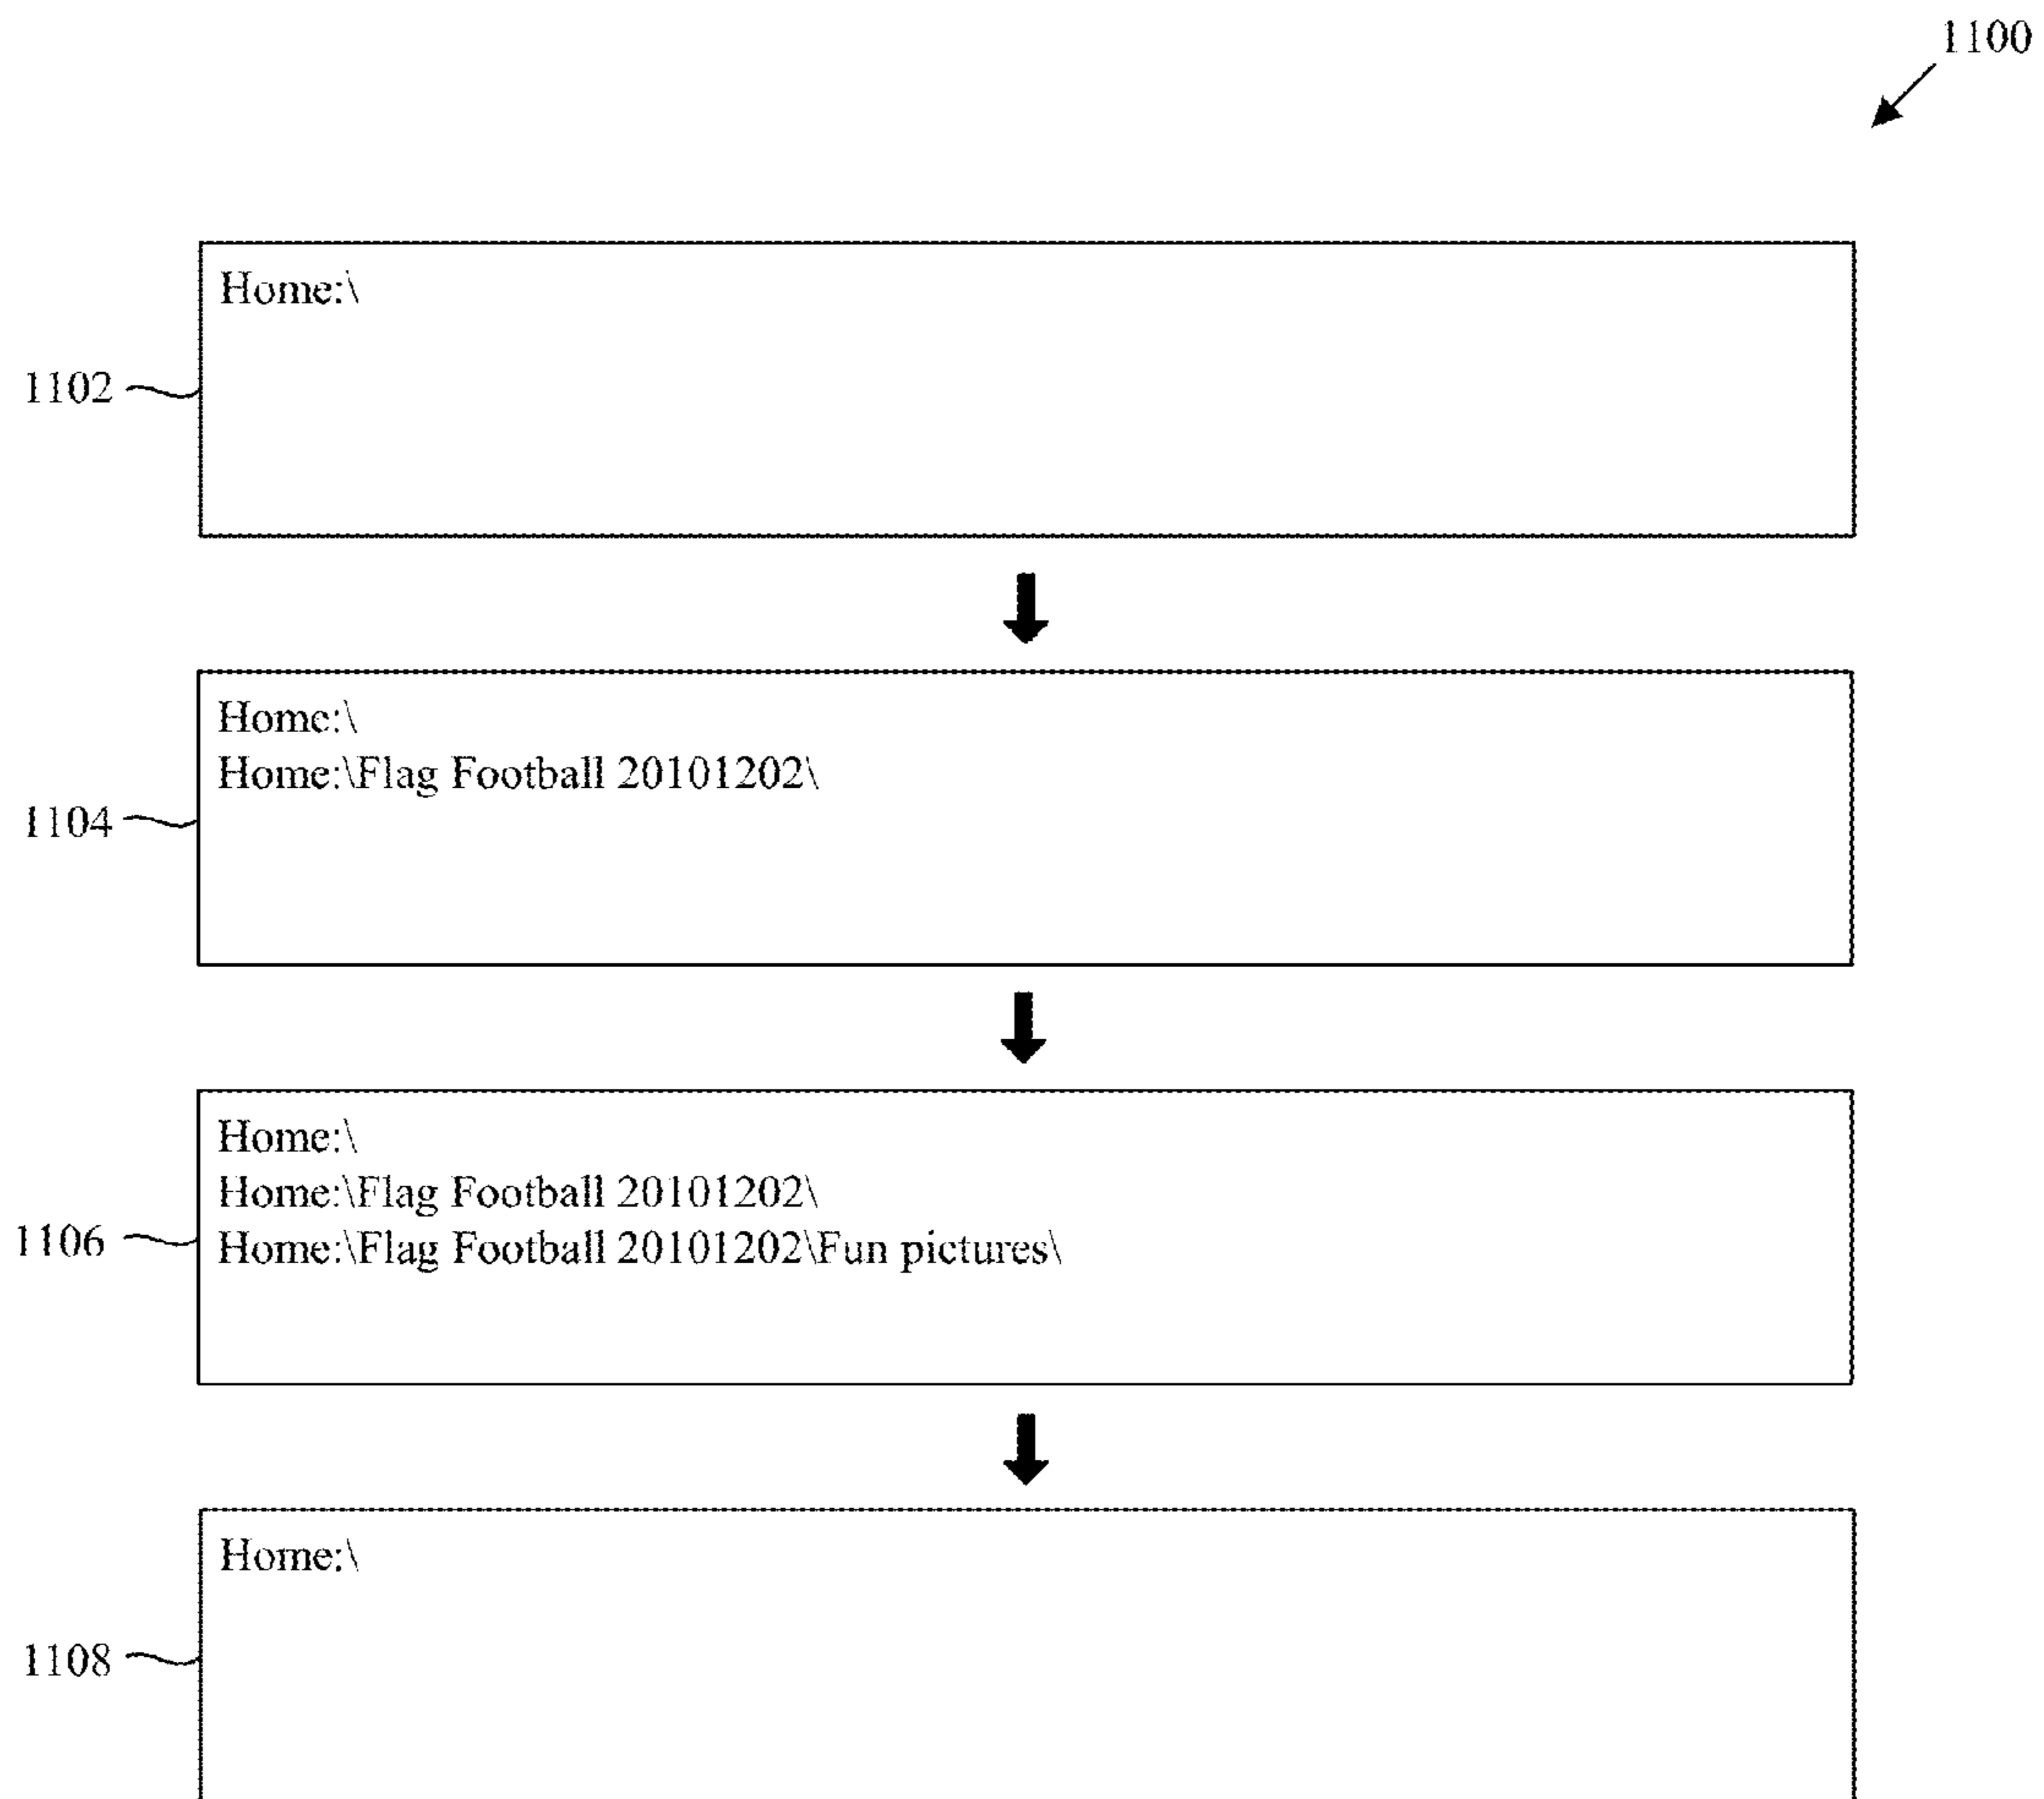 1100
Home:\
1102
Home:\
Home:\Flag Football 20101202\
1104
Home:\
Home:\Flag Football 20101202\
1106
Home:\Flag Football 20101202\Fun pictures\
Home:\
1108